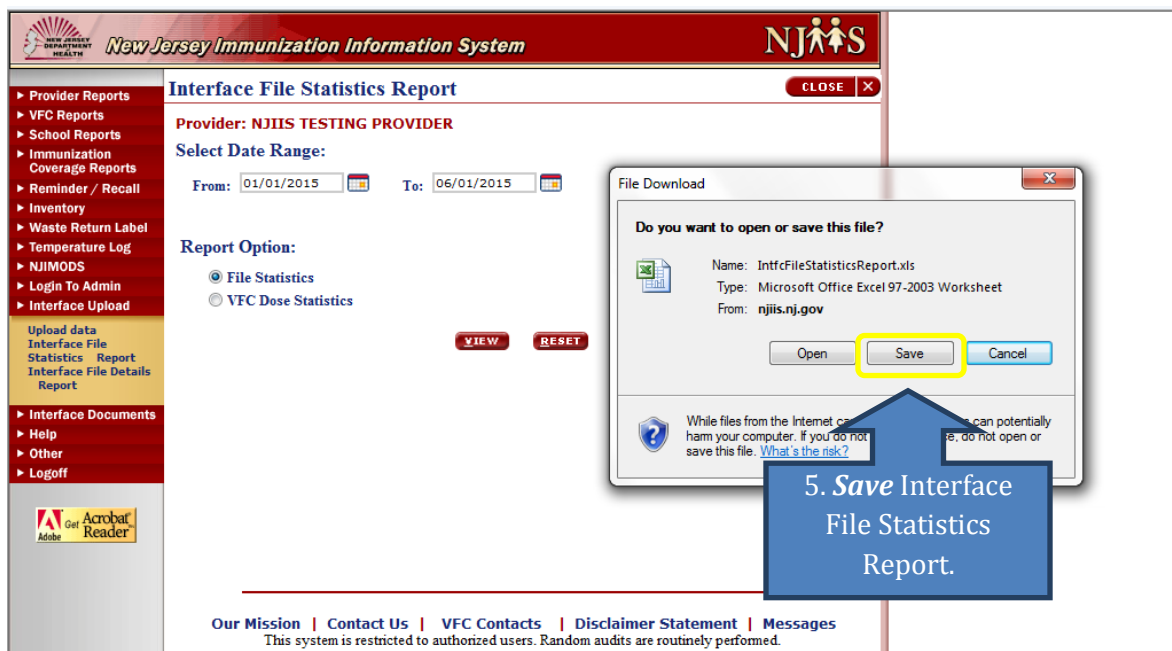 NEW JERSEY
DEPARTMENT
HEALTH
New Jersey Immunization Information System
NJIIS
Provider Reports
VFC Reports
School Reports
Immunization
Coverage Reports
Reminder / Recall
Inventory
Waste Return Label
Temperature Log
NJIMODS
Login To Admin
Interface Upload
Upload data
Interface File
Statistics Report
Interface File Details
Report
Interface Documents
Help
Other
Logoff
Get Acrobat
Adobe Reader
Interface File Statistics Report
CLOSE X
Provider: NJIIS TESTING PROVIDER
Select Date Range:
From: 01/01/2015 To: 06/01/2015
Report Option:
File Statistics
VFC Dose Statistics
VIEW RESET
File Download
Do you want to open or save this file?
Name: IntfcFileStatisticsReport.xls
Type: Microsoft Office Excel 97-2003 Worksheet
From: njiis.nj.gov
Open Save Cancel
While files from the Internet can potentially
harm your computer. If you do not do not open or
save this file. What's the risk?
5. Save Interface
File Statistics
Report.
Our Mission | Contact Us | VFC Contacts | Disclaimer Statement | Messages
This system is restricted to authorized users. Random audits are routinely performed.